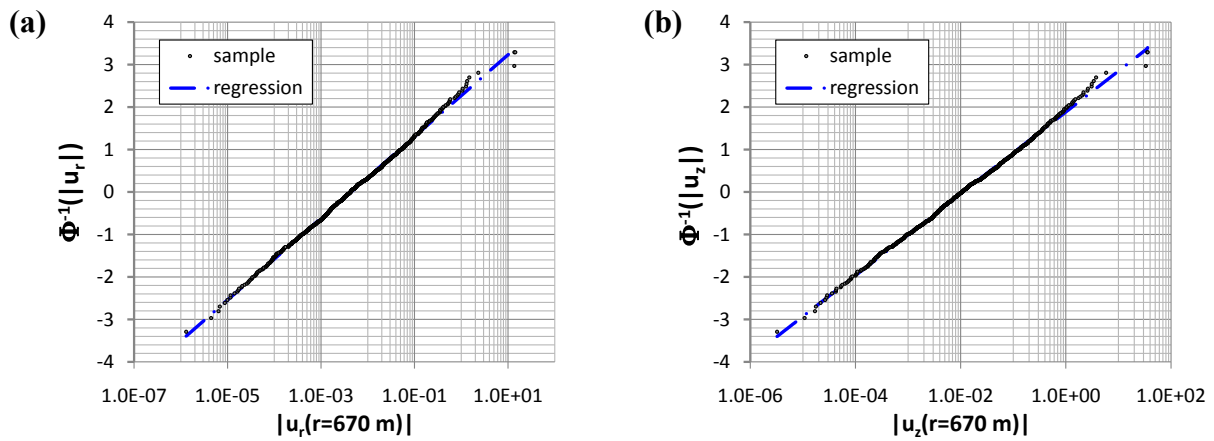 (a)
4
3
2
1
0
-1
-2
-3
-4
Φ⁻¹(|uᵣ|)
sample
regression
1.0E-07 1.0E-05 1.0E-03 1.0E-01 1.0E+01
|uᵣ(r=670 m)|
(b)
4
3
2
1
0
-1
-2
-3
-4
Φ⁻¹(|u_z|)
sample
regression
1.0E-06 1.0E-04 1.0E-02 1.0E+00 1.0E+02
|u_z(r=670 m)|